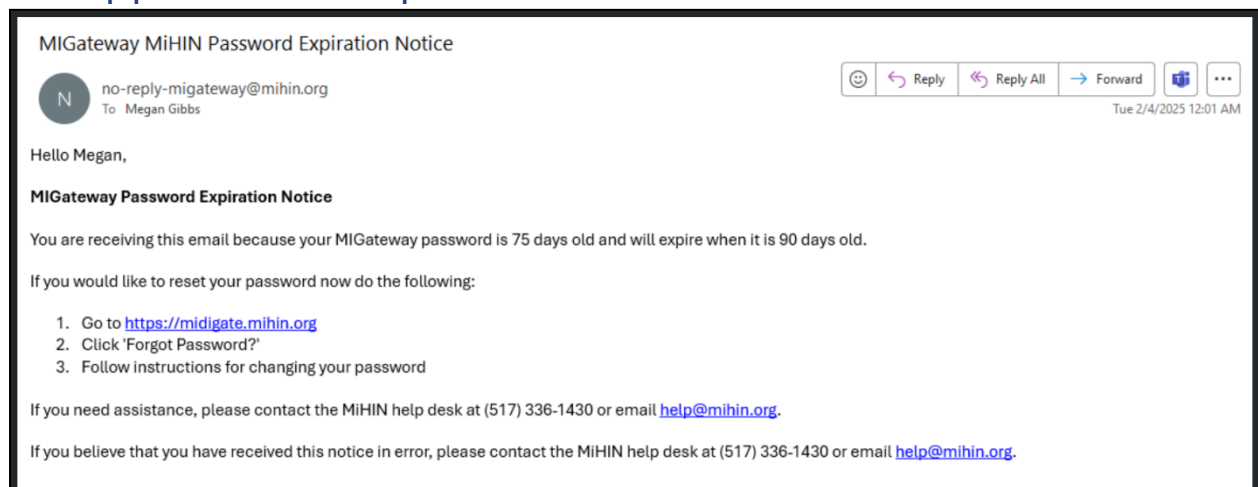 MIGateway MiHIN Password Expiration Notice
N
no-reply-migateway@mihin.org
To Megan Gibbs
Reply
Reply All
Forward
Tue 2/4/2025 12:01 AM
Hello Megan,
MIGateway Password Expiration Notice
You are receiving this email because your MIGateway password is 75 days old and will expire when it is 90 days old.
If you would like to reset your password now do the following:
1. Go to https://midigate.mihin.org
2. Click 'Forgot Password?'
3. Follow instructions for changing your password
If you need assistance, please contact the MiHIN help desk at (517) 336-1430 or email help@mihin.org.
If you believe that you have received this notice in error, please contact the MiHIN help desk at (517) 336-1430 or email help@mihin.org.